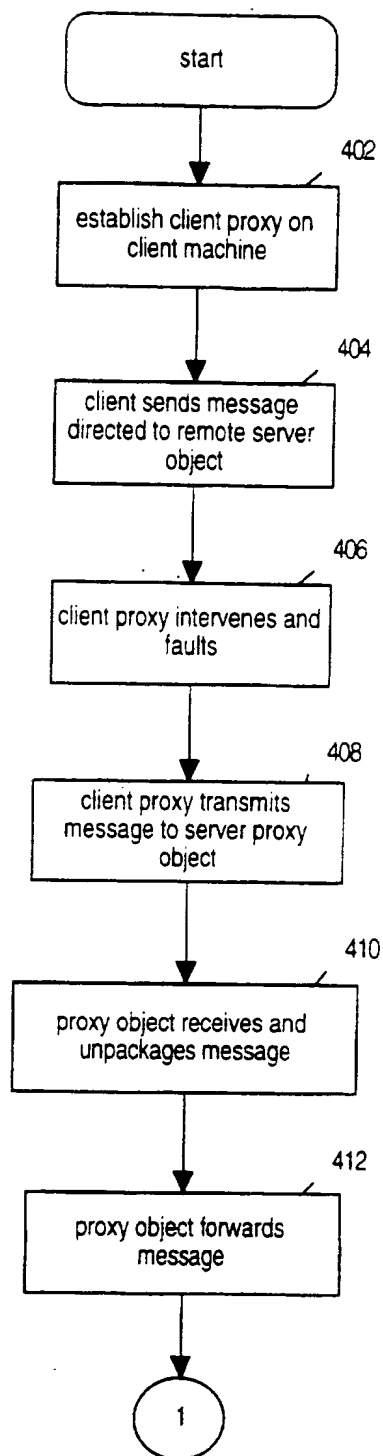 start
402
establish client proxy on
client machine
404
client sends message
directed to remote server
object
406
client proxy intervenes and
faults
408
client proxy transmits
message to server proxy
object
410
proxy object receives and
unpackages message
412
proxy object forwards
message
1